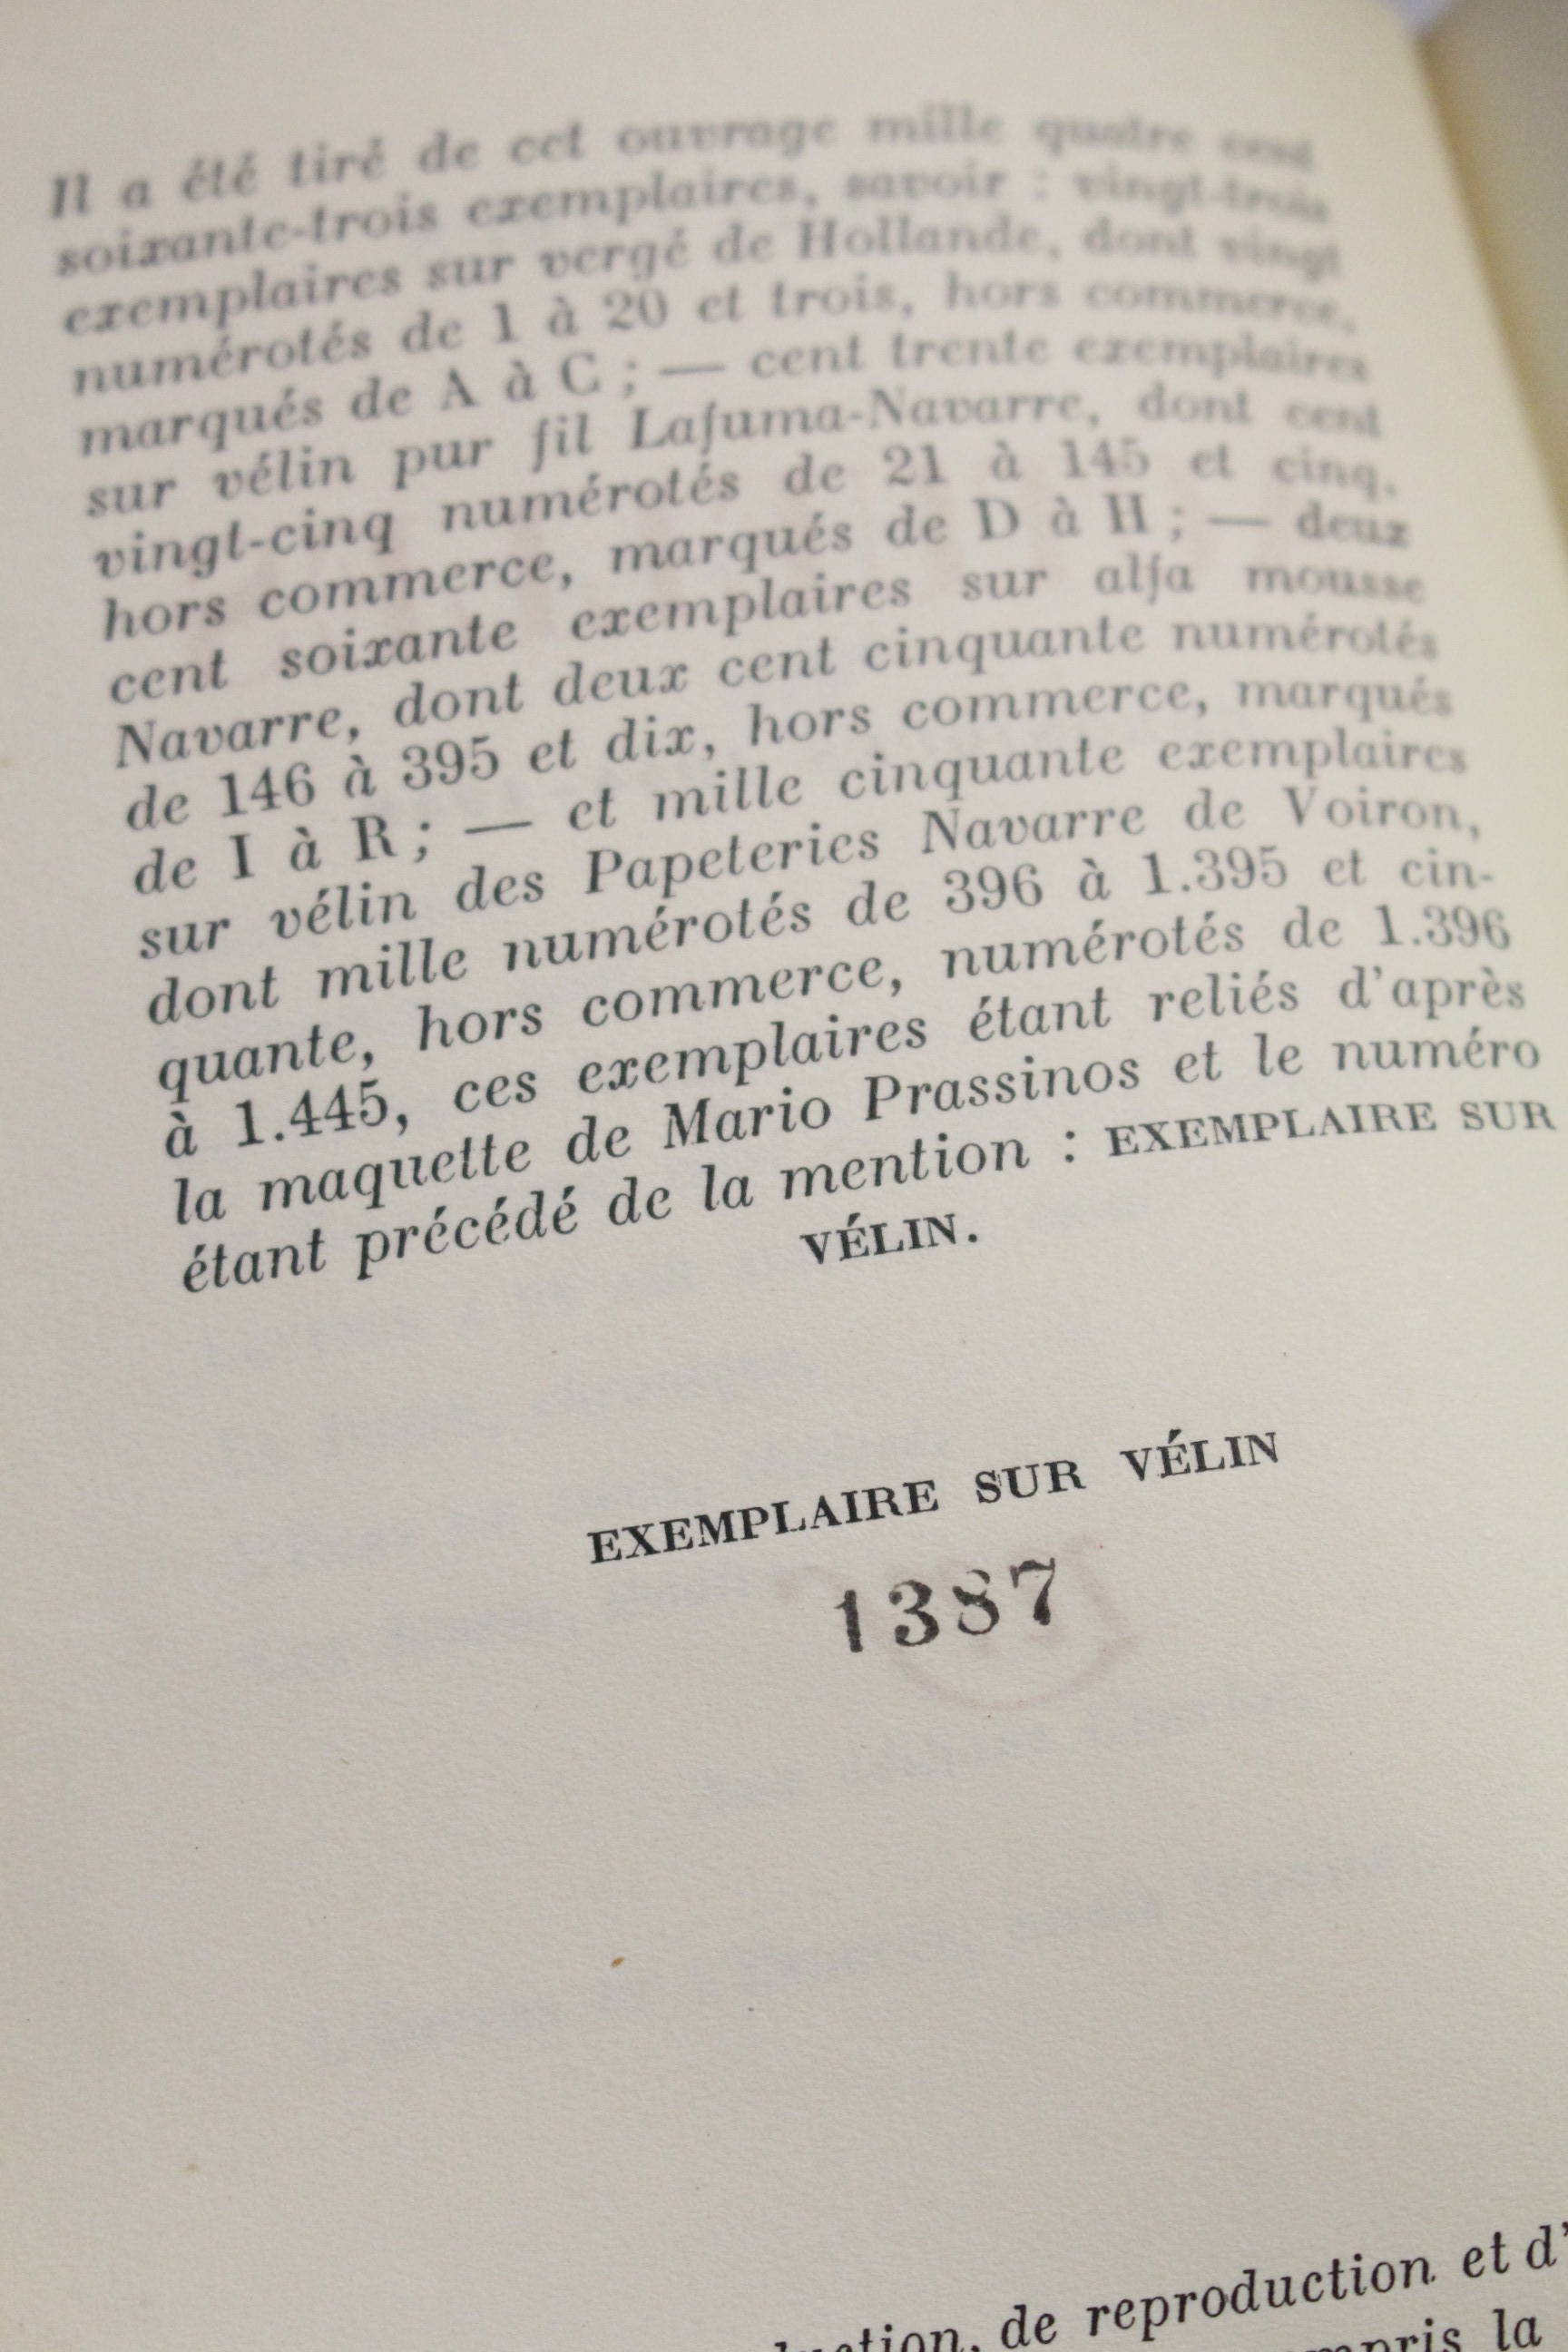 Il a été tiré de cet ouvrage mille quatre cent
soixante-trois exemplaires, savoir : vingt-trois
exemplaires sur vergé de Hollande, dont vingt
numérotés de 1 à 20 et trois, hors commerce,
marqués de A à C ; — cent trente exemplaires
sur vélin pur fil Lafuma-Navarre, dont cent
vingt-cinq numérotés de 21 à 145 et cinq,
hors commerce, marqués de D à H ; — deux
cent soixante exemplaires sur alfa mousse
Navarre, dont deux cent cinquante numérotés
de 146 à 395 et dix, hors commerce, marqués
de I à R ; — et mille cinquante exemplaires
sur vélin des Papeteries Navarre de Voiron,
dont mille numérotés de 396 à 1.395 et cin-
quante, hors commerce, numérotés de 1.396
à 1.445, ces exemplaires étant reliés d'après
la maquette de Mario Prassinos et le numéro
étant précédé de la mention : EXEMPLAIRE SUR
VÉLIN.
EXEMPLAIRE SUR VÉLIN
1387
de reproduction et d'
la